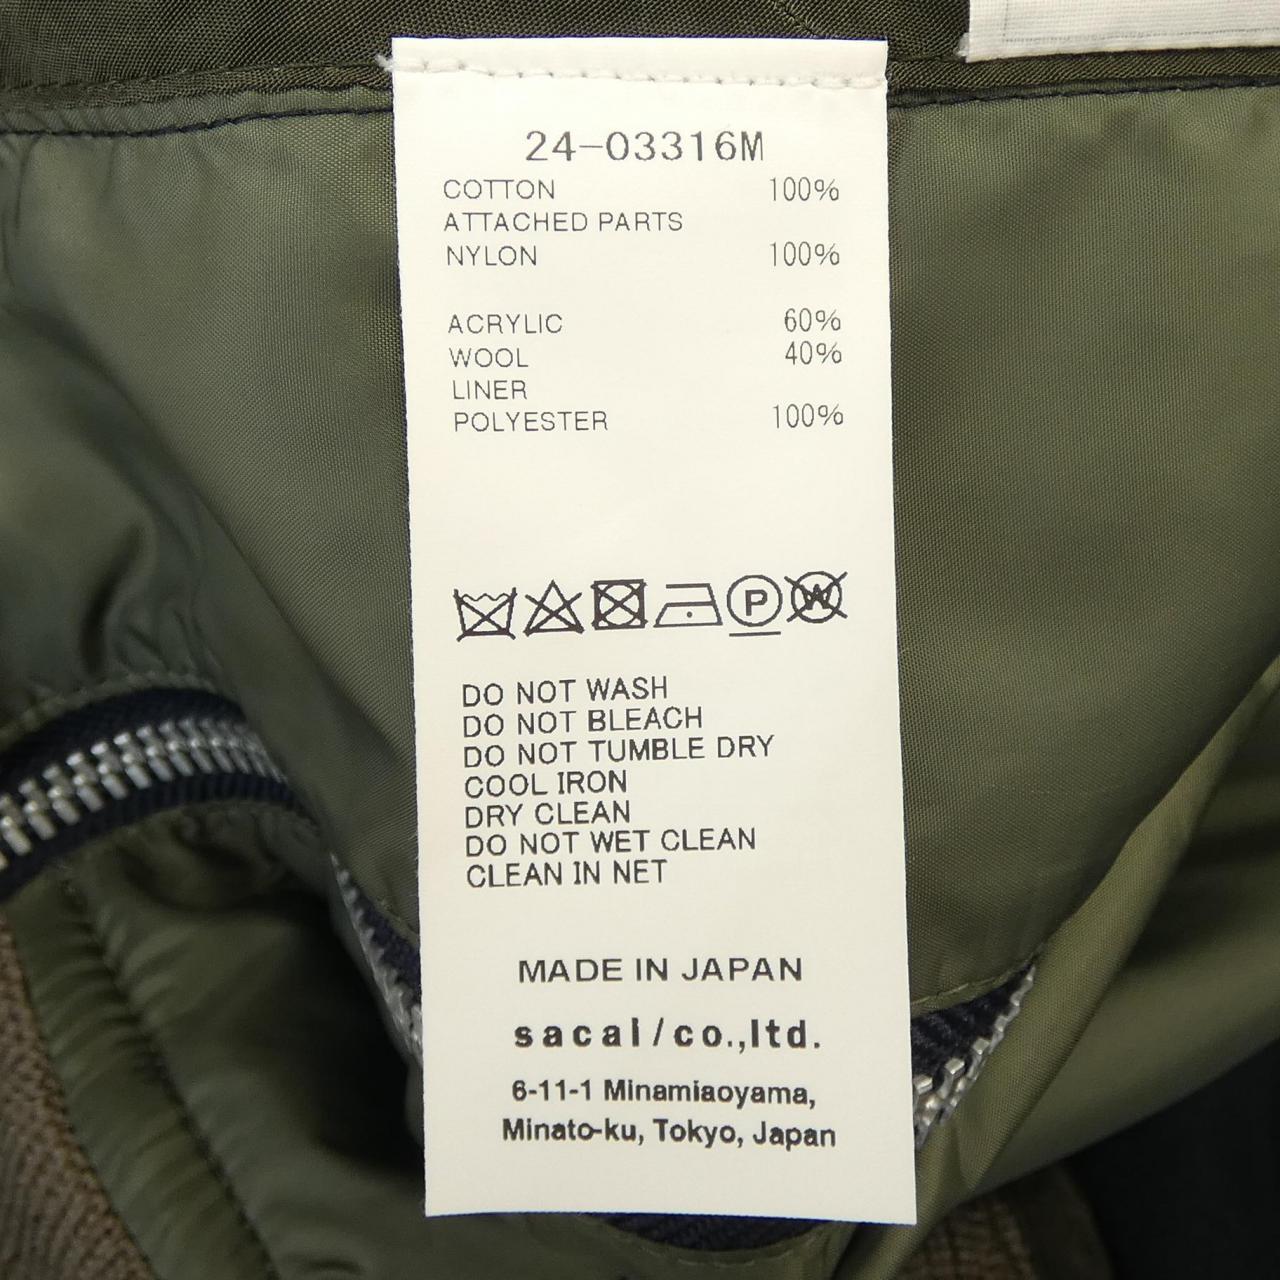 24-03316M
COTTON 100%
ATTACHED PARTS
NYLON 100%
ACRYLIC 60%
WOOL 40%
LINER
POLYESTER 100%
P
W
DO NOT WASH
DO NOT BLEACH
DO NOT TUMBLE DRY
COOL IRON
DRY CLEAN
DO NOT WET CLEAN
CLEAN IN NET
MADE IN JAPAN
sacai/co.,ltd.
6-11-1 Minamiaoyama,
Minato-ku, Tokyo, Japan